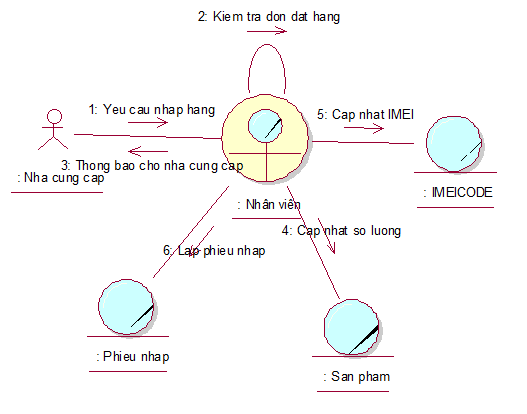 2: Kiem tra don dat hang
1: Yeu cau nhap hang
5: Cap nhat IMEI
3: Thong bao cho nha cung cap
: Nha cung cap
: IMEICODE
: Nhân viên
4: Cap nhat so luong
6: Lap phieu nhap
: Phieu nhap
: San pham